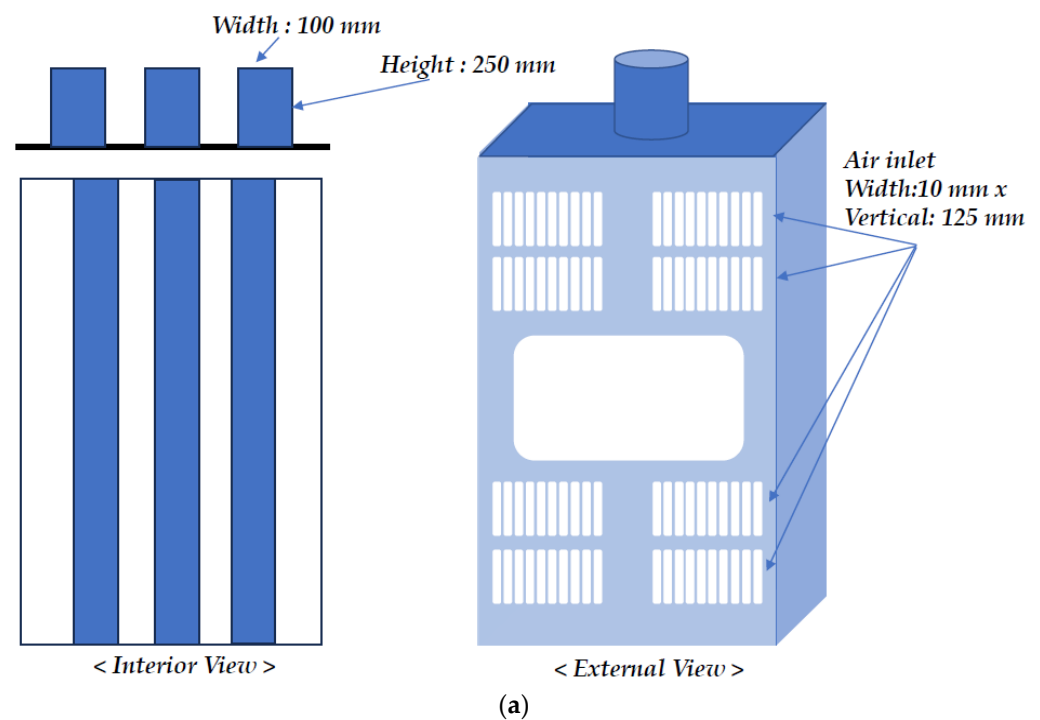 Width : 100 mm
Height : 250 mm
Air inlet
Width:10 mm x
Vertical: 125 mm
< Interior View >
< External View >
(a)